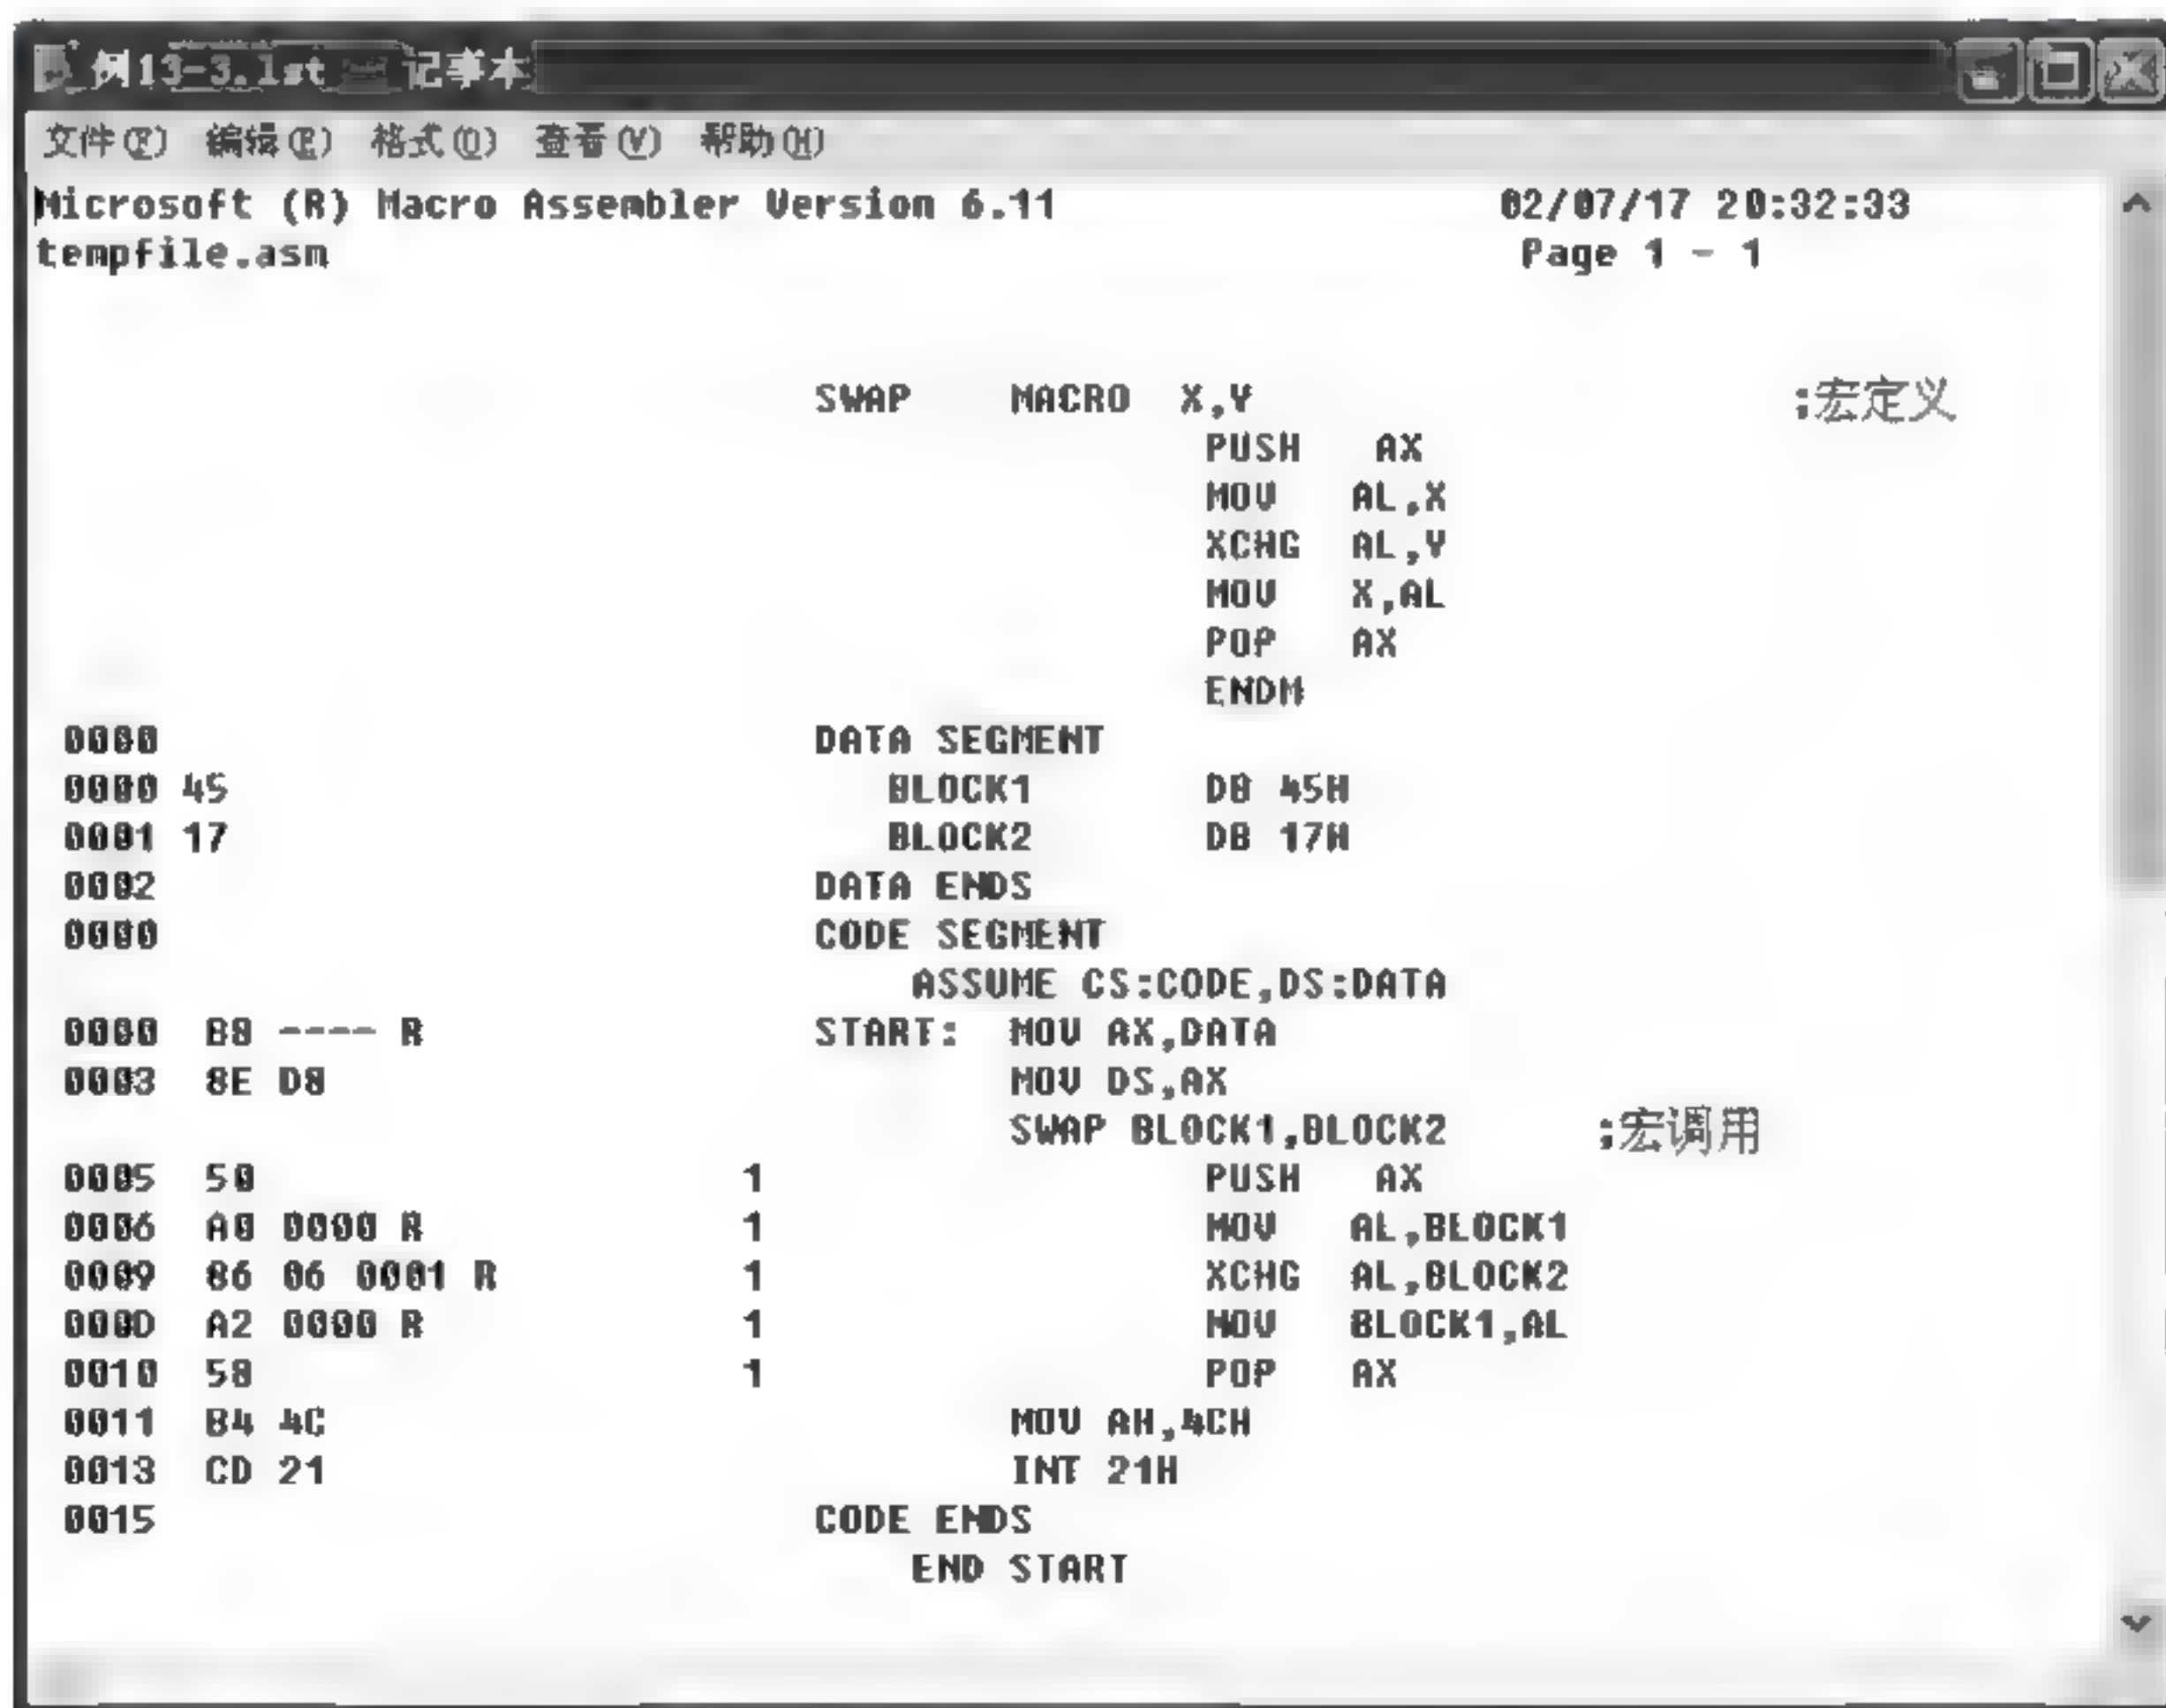 例13-3.lst - 记事本
文件(F) 编辑(E) 格式(O) 查看(V) 帮助(H)
Microsoft (R) Macro Assembler Version 6.11 02/07/17 20:32:33
tempfile.asm Page 1 - 1
SWAP MACRO X,Y ;宏定义
PUSH AX
MOV AL,X
XCHG AL,Y
MOV X,AL
POP AX
ENDM
0000 DATA SEGMENT
0000 45 BLOCK1 DB 45H
0001 17 BLOCK2 DB 17H
0002 DATA ENDS
0000 CODE SEGMENT
ASSUME CS:CODE,DS:DATA
0000 B8 ---- R START: MOV AX,DATA
0003 8E D8 MOV DS,AX
SWAP BLOCK1,BLOCK2 ;宏调用
0005 50 1 PUSH AX
0006 A0 0000 R 1 MOV AL,BLOCK1
0009 86 06 0001 R 1 XCHG AL,BLOCK2
000D A2 0000 R 1 MOV BLOCK1,AL
0010 58 1 POP AX
0011 B4 4C MOV AH,4CH
0013 CD 21 INT 21H
0015 CODE ENDS
END START